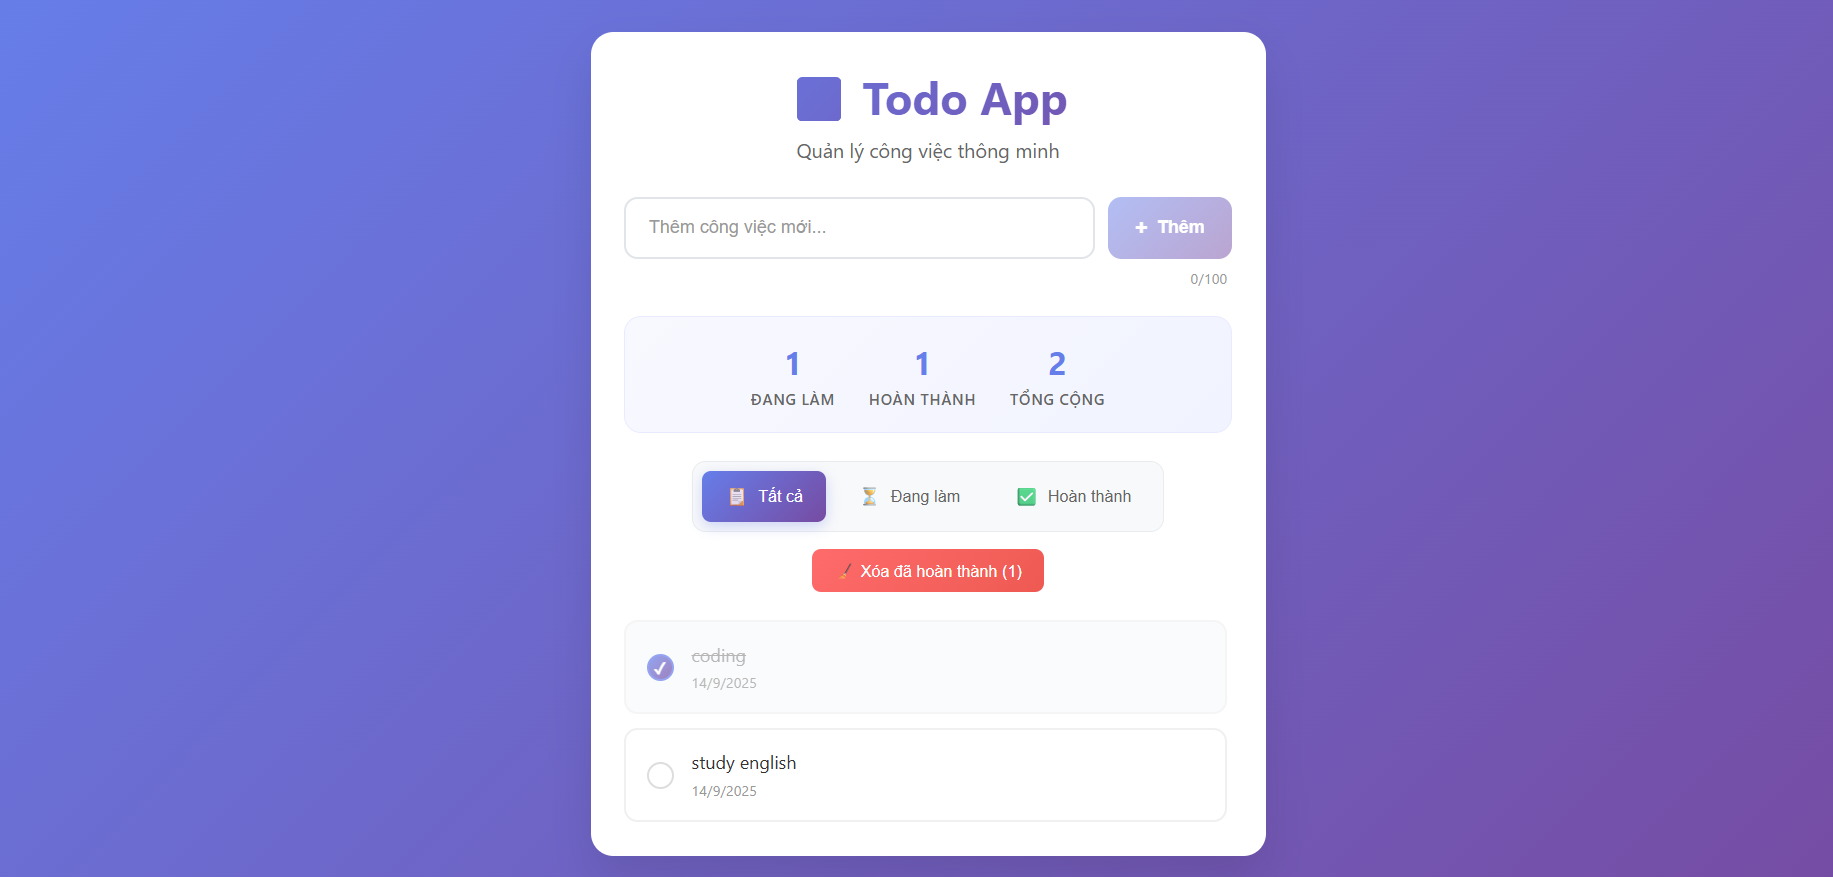 Todo App
Quản lý công việc thông minh
Thêm công việc mới...
+ Thêm
0/100
1 1 2
ĐANG LÀM HOÀN THÀNH TỔNG CỘNG
Tất cả Đang làm Hoàn thành
Xóa đã hoàn thành (1)
coding
14/9/2025
study english
14/9/2025